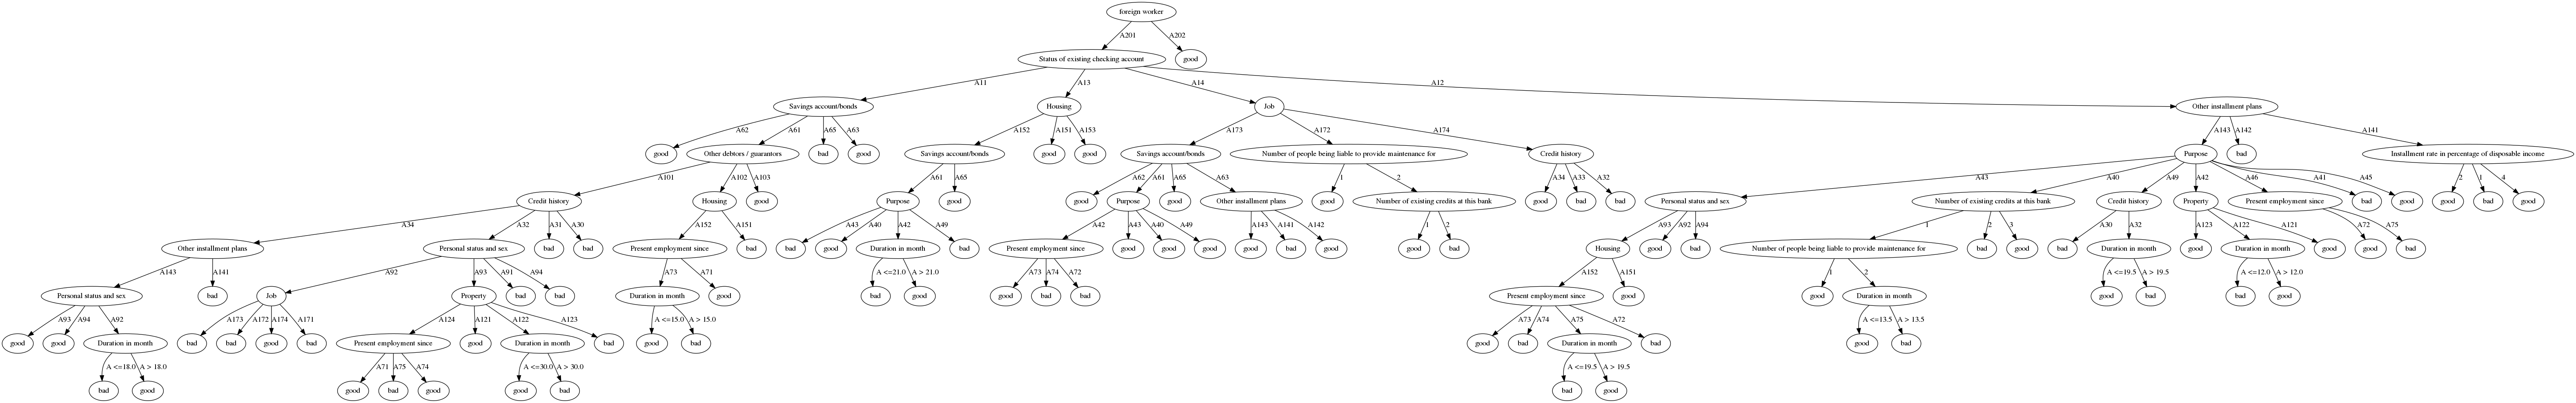 foreign worker
A201 A202
Status of existing checking account good
A11 A13 A14 A12
Savings account/bonds Housing Job Other installment plans
A62 A61 A65 A63 A152 A151 A153 A173 A172 A174 A143 A142 A141
good Other debtors / guarantors bad good Savings account/bonds good good Savings account/bonds Number of people being liable to provide maintenance for Credit history Purpose bad Installment rate in percentage of disposable income
A101 A102 A103 A61 A65 A62 A61 A65 A63 1 2 A34 A33 A32 A43 A40 A49 A42 A46 A41 A45 2 1 4
Credit history Housing good Purpose good good Purpose good Other installment plans good Number of existing credits at this bank good bad bad Personal status and sex Number of existing credits at this bank Credit history Property Present employment since bad good good bad good
A34 A32 A31 A30 A152 A151 A43 A40 A42 A49 A42 A43 A40 A49 A143 A141 A142 1 2 A93 A92 A94 1 2 3 A30 A32 A123 A122 A121 A72 A75
Other installment plans Personal status and sex bad bad Present employment since bad bad good Duration in month bad Present employment since good good good good bad good good bad Housing good bad Number of people being liable to provide maintenance for bad good bad Duration in month good Duration in month good good bad
A143 A141 A92 A93 A91 A94 A73 A71 A <=21.0 A > 21.0 A73 A74 A72 A152 A151 1 2 A <=19.5 A > 19.5 A <=12.0 A > 12.0
Personal status and sex bad Job Property bad bad Duration in month good bad good good bad bad Present employment since good good Duration in month good bad bad good
A93 A94 A92 A173 A172 A174 A171 A124 A121 A122 A123 A <=15.0 A > 15.0 A73 A74 A75 A72 A <=13.5 A > 13.5
good good Duration in month bad bad good bad Present employment since good Duration in month bad good bad good bad Duration in month bad good bad
A <=18.0 A > 18.0 A71 A75 A74 A <=30.0 A > 30.0 A <=19.5 A > 19.5
bad good good bad good good bad bad good